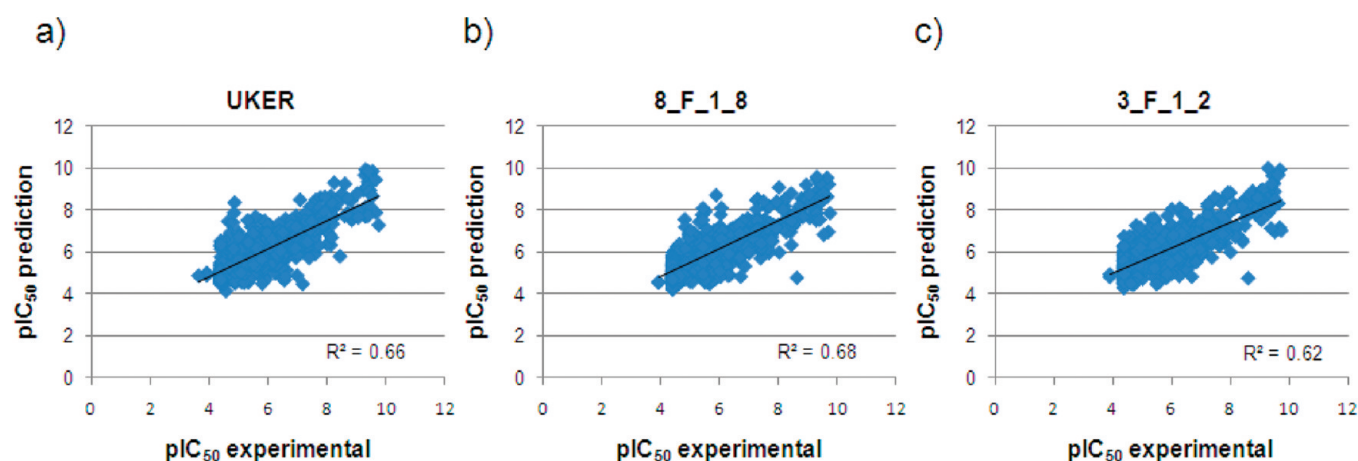 a)
UKER
pIC50 prediction
12
10
8
6
4
2
0
R² = 0.66
0 2 4 6 8 10 12
pIC50 experimental
b)
8_F_1_8
pIC50 prediction
12
10
8
6
4
2
0
R² = 0.68
0 2 4 6 8 10 12
pIC50 experimental
c)
3_F_1_2
pIC50 prediction
12
10
8
6
4
2
0
R² = 0.62
0 2 4 6 8 10 12
pIC50 experimental